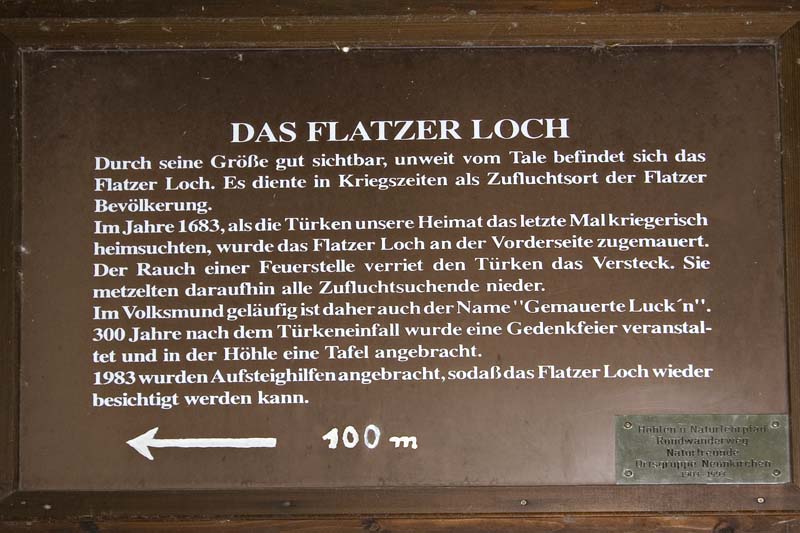 DAS FLATZER LOCH
Durch seine Größe gut sichtbar, unweit vom Tale befindet sich das
Flatzer Loch. Es diente in Kriegszeiten als Zufluchtsort der Flatzer
Bevölkerung.
Im Jahre 1683, als die Türken unsere Heimat das letzte Mal kriegerisch
heimsuchten, wurde das Flatzer Loch an der Vorderseite zugemauert.
Der Rauch einer Feuerstelle verriet den Türken das Versteck. Sie
metzelten daraufhin alle Zufluchtsuchende nieder.
Im Volksmund geläufig ist daher auch der Name "Gemauerte Luck´n".
300 Jahre nach dem Türkeneinfall wurde eine Gedenkfeier veranstal-
tet und in der Höhle eine Tafel angebracht.
1983 wurden Aufsteighilfen angebracht, sodaß das Flatzer Loch wieder
besichtigt werden kann.
100 m
Rundwanderweg
Naturfreunde
Ortsgruppe Neunkirchen